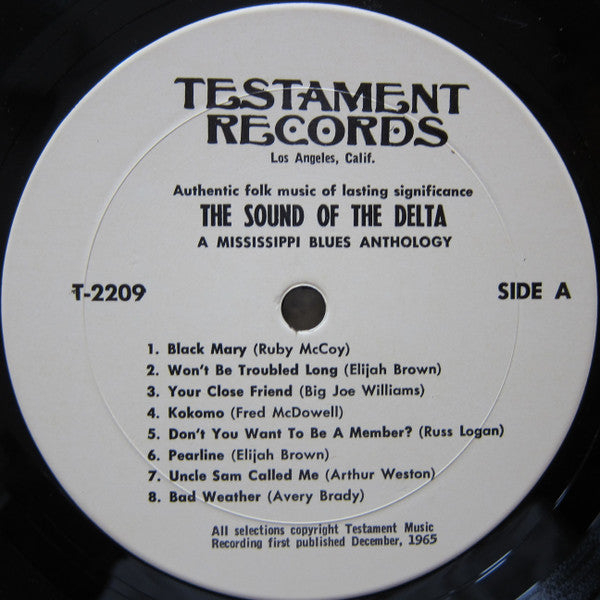 TESTAMENT
RECORDS
Los Angeles, Calif.
Authentic folk music of lasting significance
THE SOUND OF THE DELTA
A MISSISSIPPI BLUES ANTHOLOGY
T-2209
SIDE A
1. Black Mary (Ruby McCoy)
2. Won't Be Troubled Long (Elijah Brown)
3. Your Close Friend (Big Joe Williams)
4. Kokomo (Fred McDowell)
5. Don't You Want To Be A Member? (Russ Logan)
6. Pearline (Elijah Brown)
7. Uncle Sam Called Me (Arthur Weston)
8. Bad Weather (Avery Brady)
All selections copyright Testament Music
Recording first published December, 1965